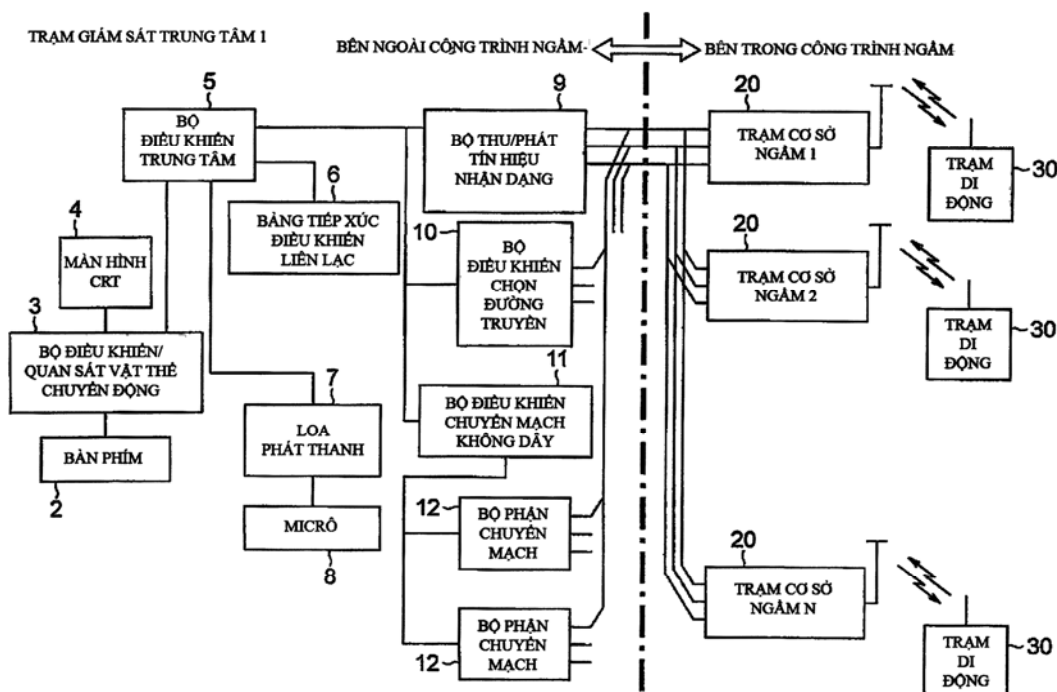 TRẠM GIÁM SÁT TRUNG TÂM 1
BÊN NGOÀI CÔNG TRÌNH NGẦM
BÊN TRONG CÔNG TRÌNH NGẦM
5
BỘ
ĐIỀU KHIỂN
TRUNG TÂM
9
BỘ THU/PHÁT
TÍN HIỆU
NHẬN DẠNG
20
TRẠM CƠ SỞ
NGẦM 1
TRẠM
DI
ĐỘNG
30
4
MÀN HÌNH
CRT
6
BẢNG TIẾP XÚC
ĐIỀU KHIỂN
LIÊN LẠC
10
BỘ
ĐIỀU KHIỂN
CHỌN
ĐƯỜNG
TRUYỀN
20
TRẠM CƠ SỞ
NGẦM 2
TRẠM
DI
ĐỘNG
30
3
BỘ ĐIỀU KHIỂN/
QUAN SÁT VẬT THỂ
CHUYỂN ĐỘNG
BÀN PHÍM
2
7
LOA
PHÁT THANH
MICRÔ
8
11
BỘ ĐIỀU KHIỂN
CHUYỂN MẠCH
KHÔNG DÂY
12
BỘ PHẬN
CHUYỂN
MẠCH
12
BỘ PHẬN
CHUYỂN
MẠCH
20
TRẠM CƠ SỞ
NGẦM N
TRẠM
DI
ĐỘNG
30